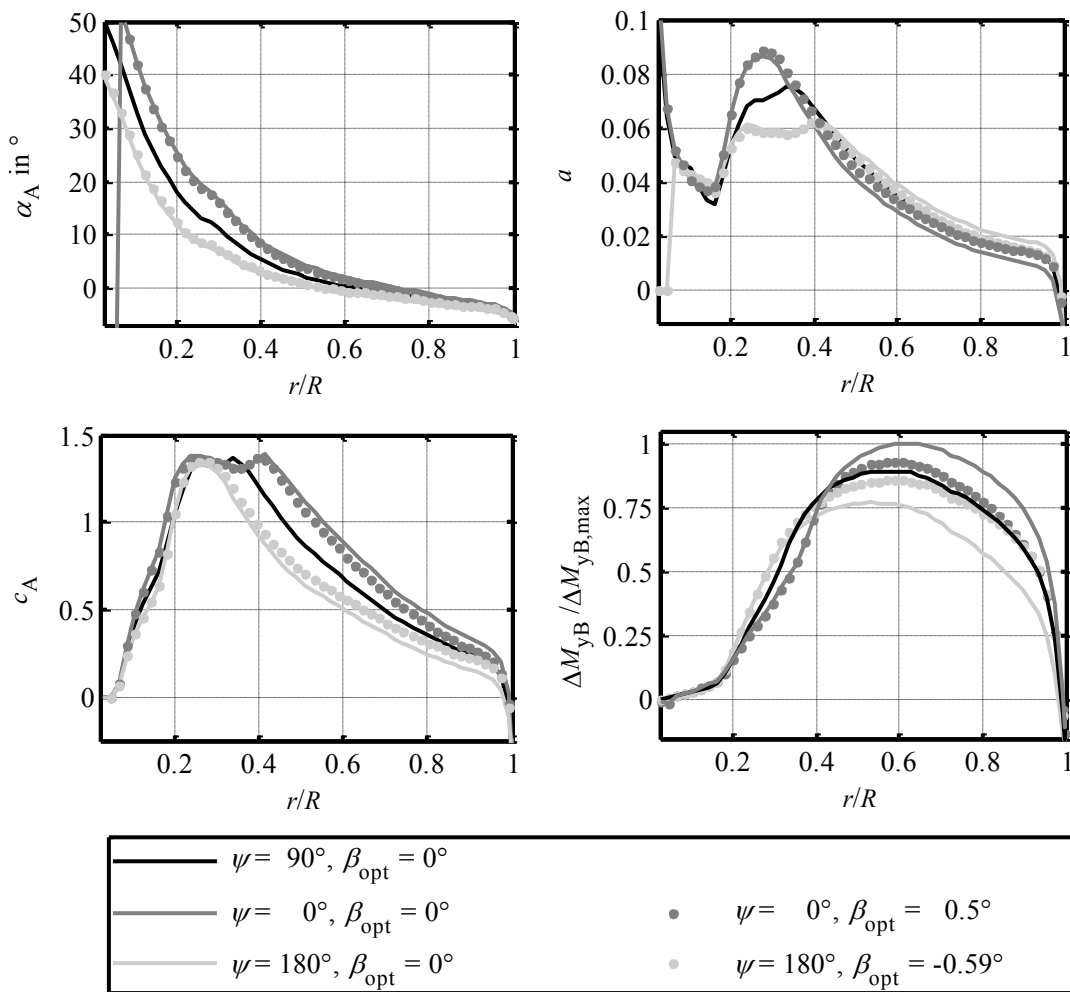 50
40
30
20
10
0
α_A in °
0.2 0.4 0.6 0.8 1
r/R
0.1
0.08
0.06
0.04
0.02
0
a
0.2 0.4 0.6 0.8 1
r/R
1.5
1
0.5
0
c_A
0.2 0.4 0.6 0.8 1
r/R
1
0.75
0.5
0.25
0
ΔM_yB /ΔM_yB,max
0.2 0.4 0.6 0.8 1
r/R
ψ = 90°, β_opt = 0°
ψ = 0°, β_opt = 0°
ψ = 0°, β_opt = 0.5°
ψ = 180°, β_opt = 0°
ψ = 180°, β_opt = -0.59°